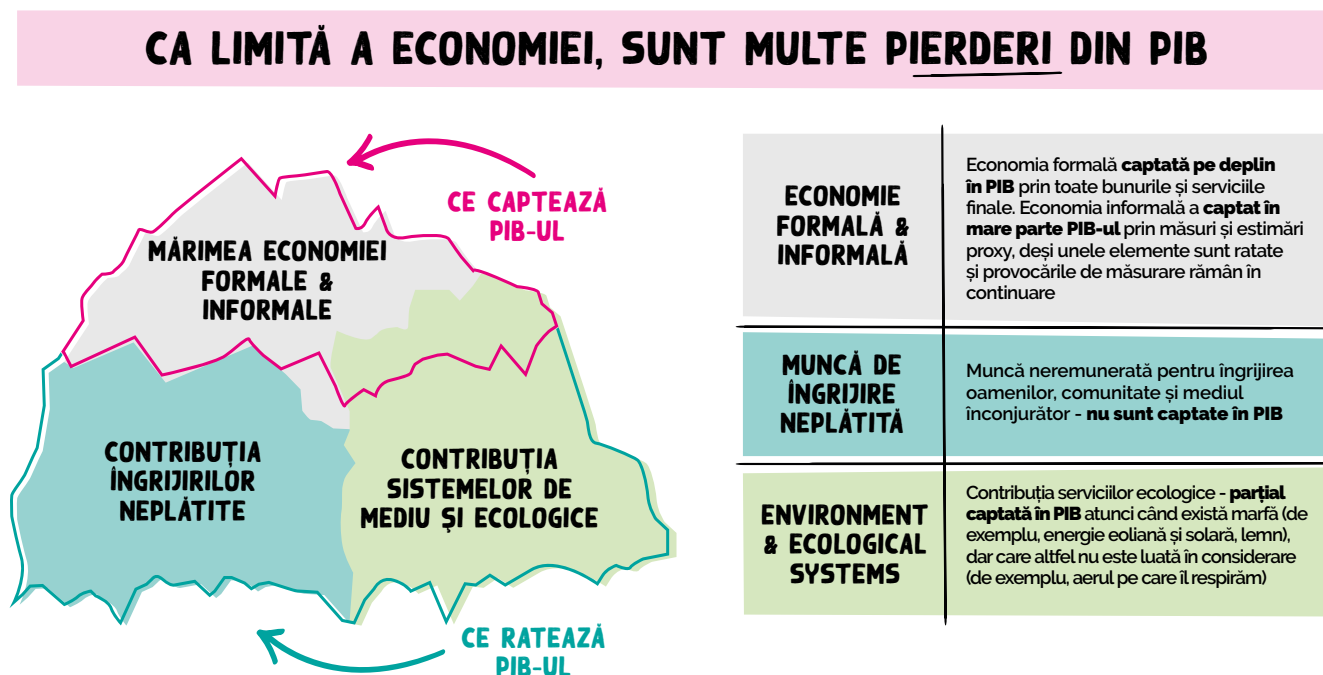 CA LIMITĂ A ECONOMIEI, SUNT MULTE PIERDERI DIN PIB
CE CAPTEAZĂ
PIB-UL
MĂRIMEA ECONOMIEI
FORMALE &
INFORMALE
CONTRIBUȚIA
ÎNGRIJIRILOR
NEPLĂTITE
CONTRIBUȚIA
SISTEMELOR DE
MEDIU ȘI ECOLOGICE
CE RATEAZĂ
PIB-UL
ECONOMIE
FORMALĂ &
INFORMALĂ
Economia formală captată pe deplin
în PIB prin toate bunurile și serviciile
finale. Economia informală a captat în
mare parte PIB-ul prin măsuri și estimări
proxy, deși unele elemente sunt ratate
și provocările de măsurare rămân în
continuare
MUNCĂ DE
ÎNGRIJIRE
NEPLĂTITĂ
Muncă neremunerată pentru îngrijirea
oamenilor, comunitate și mediul
înconjurător - nu sunt captate în PIB
ENVIRONMENT
& ECOLOGICAL
SYSTEMS
Contribuția serviciilor ecologice - parțial
captată în PIB atunci când există marfă (de
exemplu, energie eoliană și solară, lemn),
dar care altfel nu este luată în considerare
(de exemplu, aerul pe care îl respirăm)